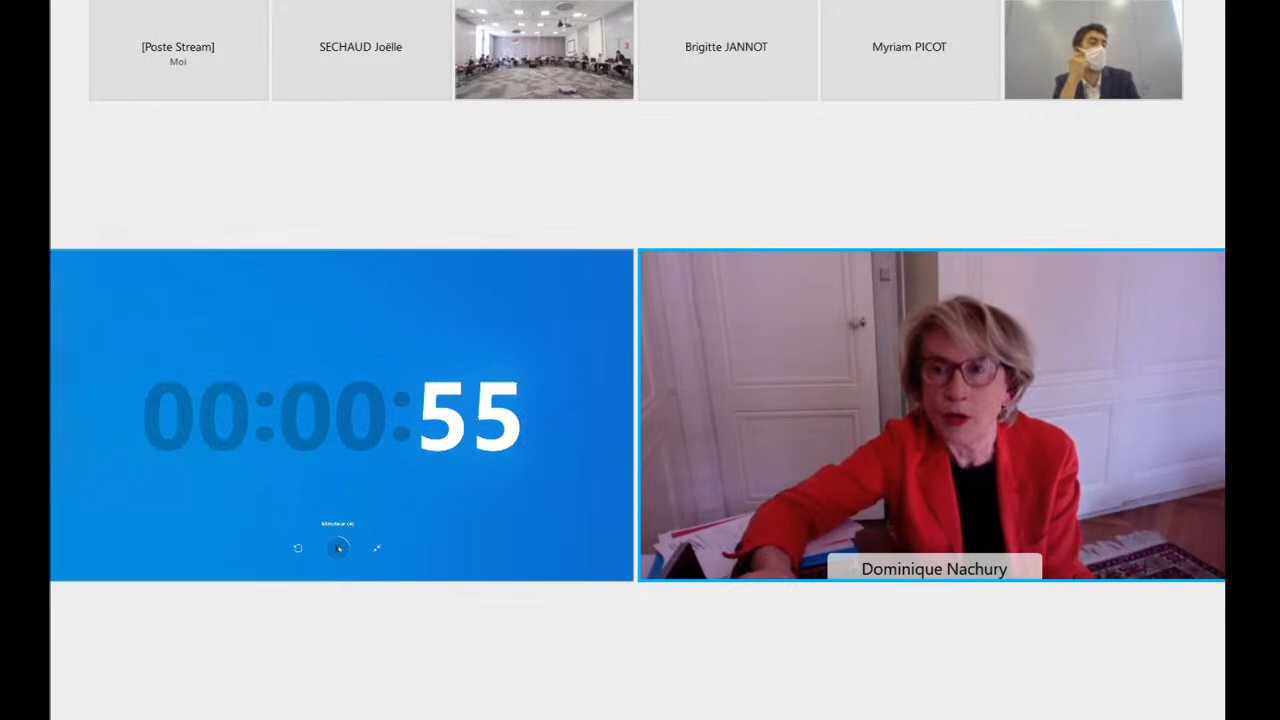 [Poste Stream]
Moi
SECHAUD Joëlle
Brigitte JANNOT
Myriam PICOT
00:00:55
Dominique Nachury